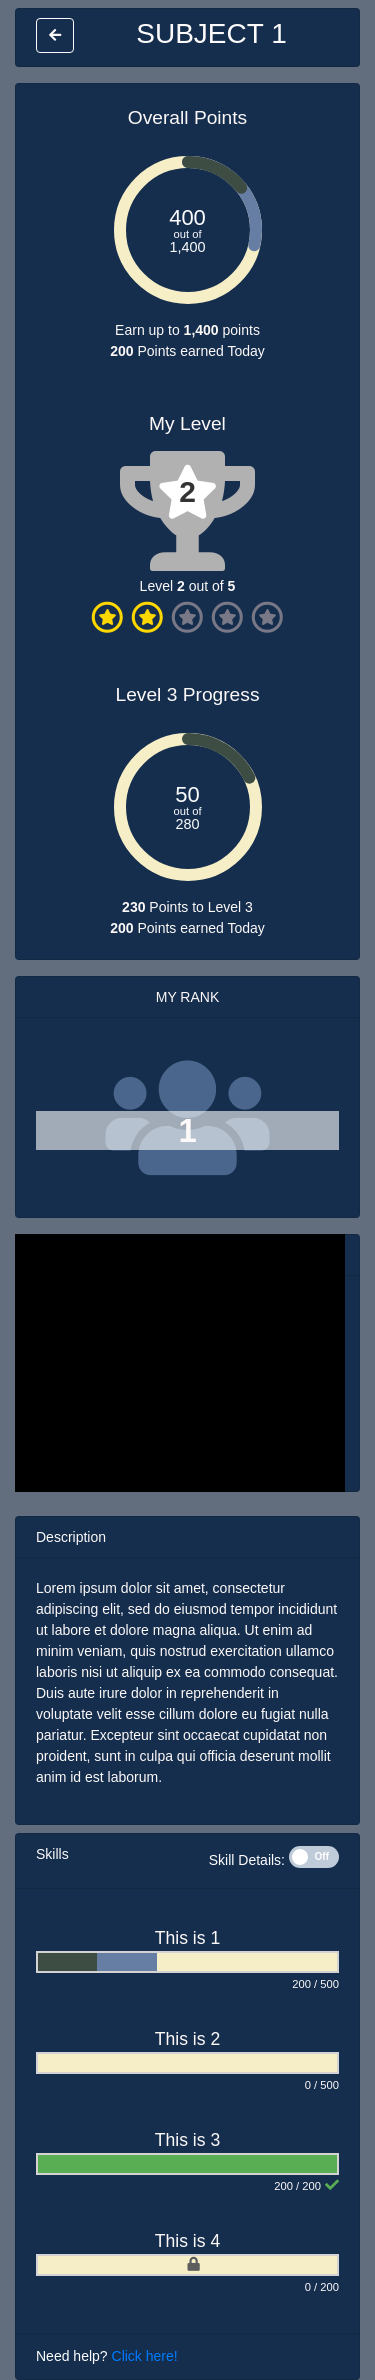 SUBJECT 1
Overall Points
400
out of
1,400
Earn up to 1,400 points
200 Points earned Today
My Level
2
Level 2 out of 5
Level 3 Progress
50
out of
280
230 Points to Level 3
200 Points earned Today
MY RANK
1
Description
Lorem ipsum dolor sit amet, consectetur
adipiscing elit, sed do eiusmod tempor incididunt
ut labore et dolore magna aliqua. Ut enim ad
minim veniam, quis nostrud exercitation ullamco
laboris nisi ut aliquip ex ea commodo consequat.
Duis aute irure dolor in reprehenderit in
voluptate velit esse cillum dolore eu fugiat nulla
pariatur. Excepteur sint occaecat cupidatat non
proident, sunt in culpa qui officia deserunt mollit
anim id est laborum.
Skills
Skill Details: Off
This is 1
200 / 500
This is 2
0 / 500
This is 3
200 / 200
This is 4
0 / 200
Need help? Click here!